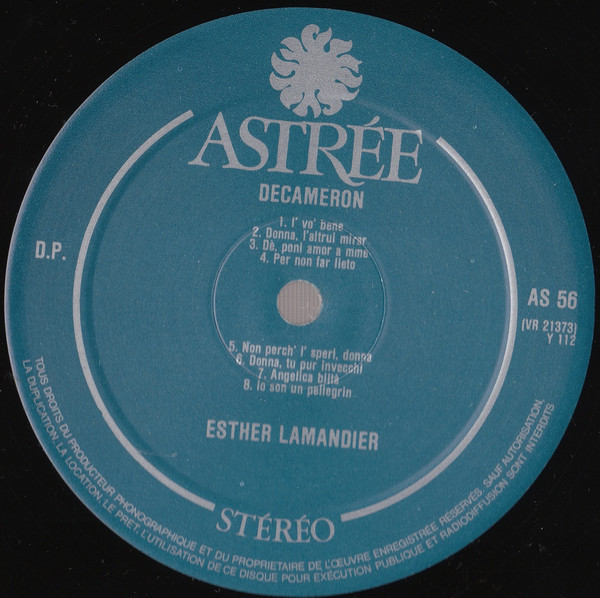 ASTRÉE
DECAMERON
1. I' vo' bene
2. Donna, l'altrui mirar
3. Dè, poni amor a mme
4. Per non far lieto
D.P.
AS 56
(VR 21373)
Y 112
5. Non perch' i' speri, donna
6. Donna, tu pur invecchi
7. Angelica biltà
8. Io son un pellegrin
ESTHER LAMANDIER
STÉRÉO
TOUS DROITS DU PRODUCTEUR PHONOGRAPHIQUE ET DU PROPRIETAIRE DE L'ŒUVRE ENREGISTRÉE RÉSERVÉS. SAUF AUTORISATION,
LA DUPLICATION, LA LOCATION, LE PRET, L'UTILISATION DE CE DISQUE POUR EXÉCUTION PUBLIQUE ET RADIODIFFUSION SONT INTERDITS